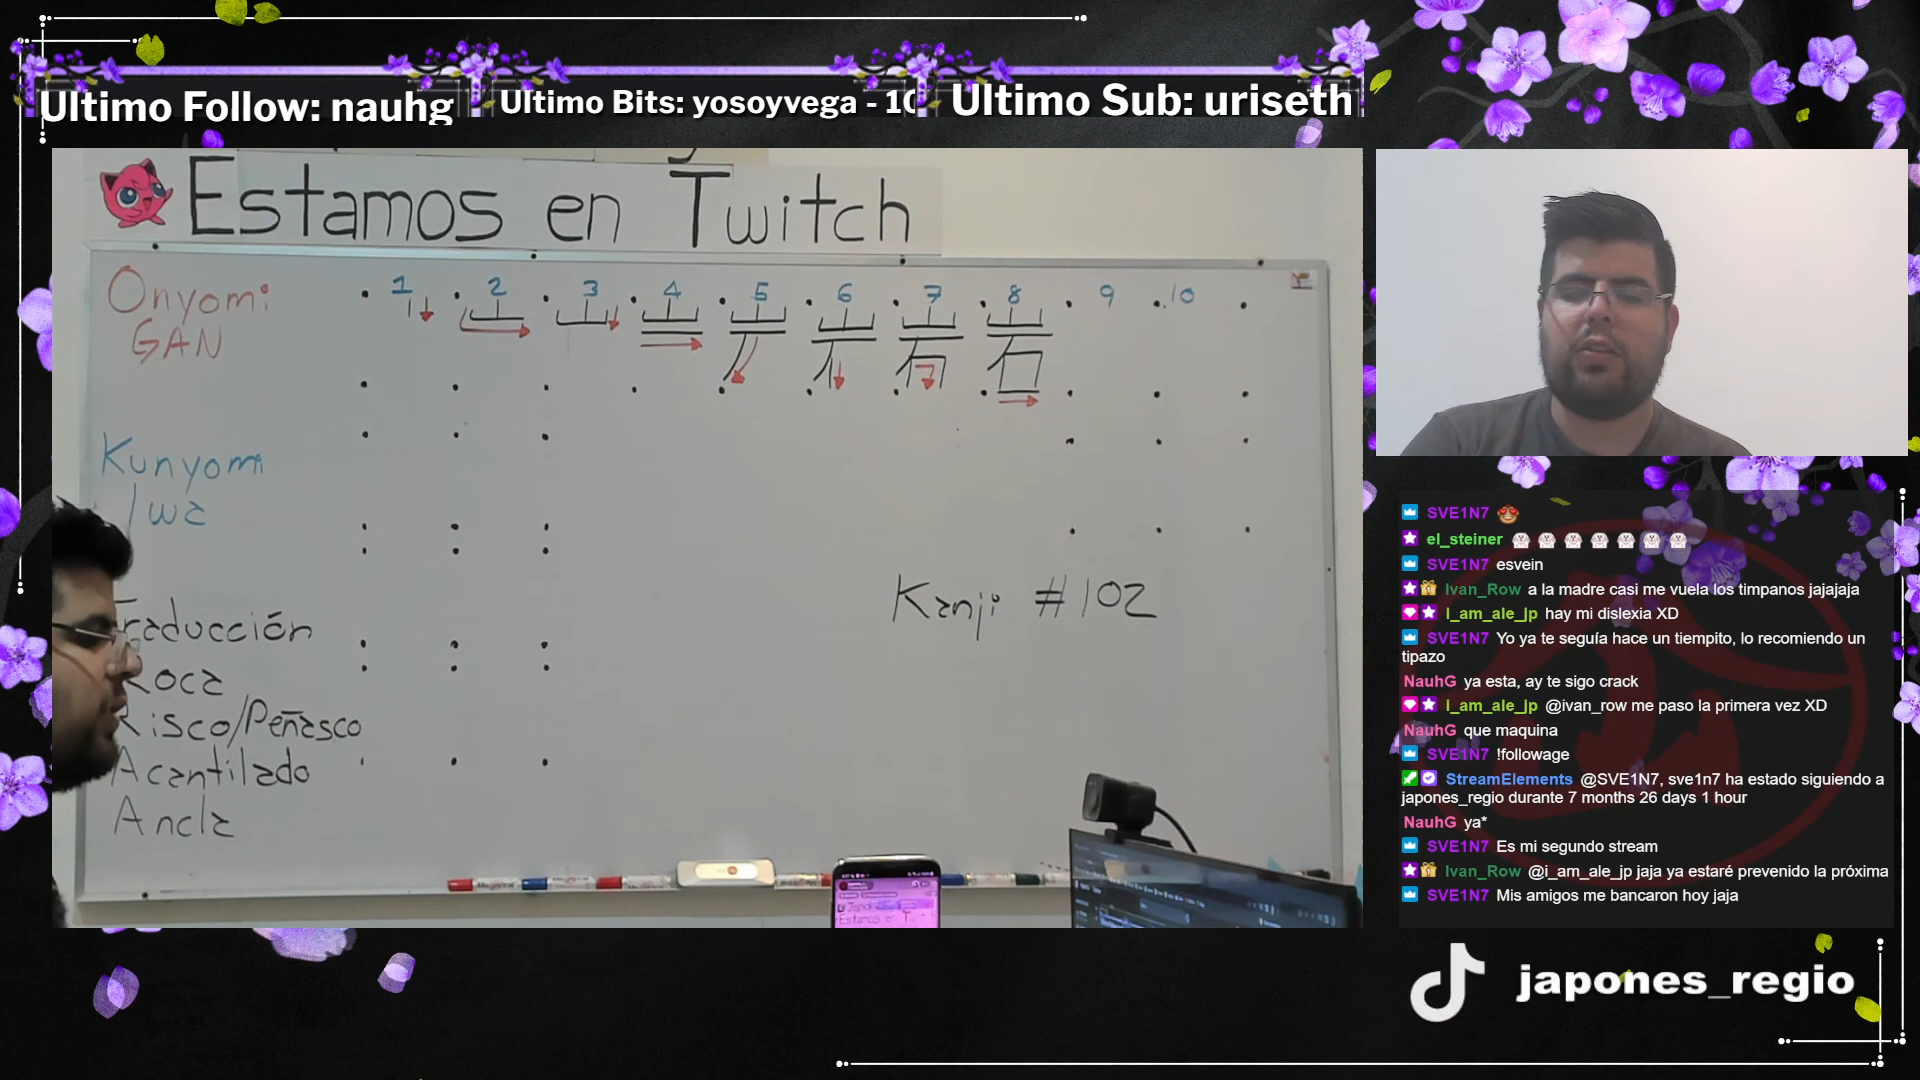 Ultimo Follow: nauhg
Ultimo Bits: yosoyvega - 10
Ultimo Sub: uriseth
Estamos en Twitch
Onyomi
GAN
1 2 3 4 5 6 7 8 9 10
Kunyomi
Iwa
Traducción
Roca
Risco/Peñasco
Acantilado
Ancla
Kanji #102
SVE1N7
el_steiner
SVE1N7 esvein
Ivan_Row a la madre casi me vuela los timpanos jajajaja
i_am_ale_jp hay mi dislexia XD
SVE1N7 Yo ya te seguía hace un tiempito, lo recomiendo un
tipazo
NauhG ya esta, ay te sigo crack
i_am_ale_jp @ivan_row me paso la primera vez XD
NauhG que maquina
SVE1N7 !followage
StreamElements @SVE1N7, sve1n7 ha estado siguiendo a
japones_regio durante 7 months 26 days 1 hour
NauhG ya*
SVE1N7 Es mi segundo stream
Ivan_Row @i_am_ale_jp jaja ya estaré prevenido la próxima
SVE1N7 Mis amigos me bancaron hoy jaja
japones_regio